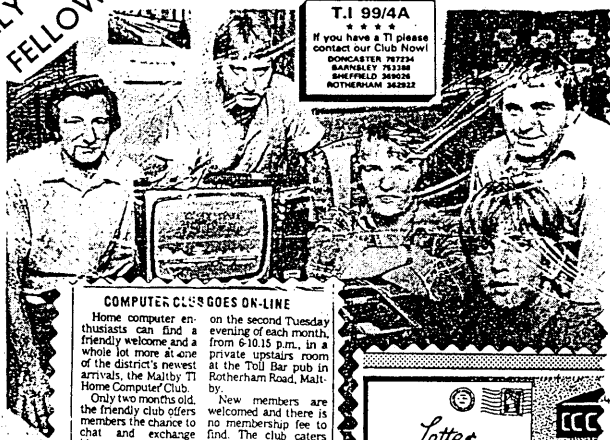 LY
FELLOW
T.I 99/4A
* * * *
If you have a TI please
contact our Club Now!
DONCASTER 787234
BARNSLEY 753388
SHEFFIELD 369026
ROTHERHAM 362922
COMPUTER CLUB GOES ON-LINE
Home computer en-
thusiasts can find a
friendly welcome and a
whole lot more at one
of the district's newest
arrivals, the Maltby TI
Home Computer Club.
Only two months old,
the friendly club offers
members the chance to
chat and exchange
on the second Tuesday
evening of each month,
from 6-10.15 p.m., in a
private upstairs room
at the Toll Bar pub in
Rotherham Road, Malt-
by.
New members are
welcomed and there is
no membership fee to
find. The club caters
Letter
CCC